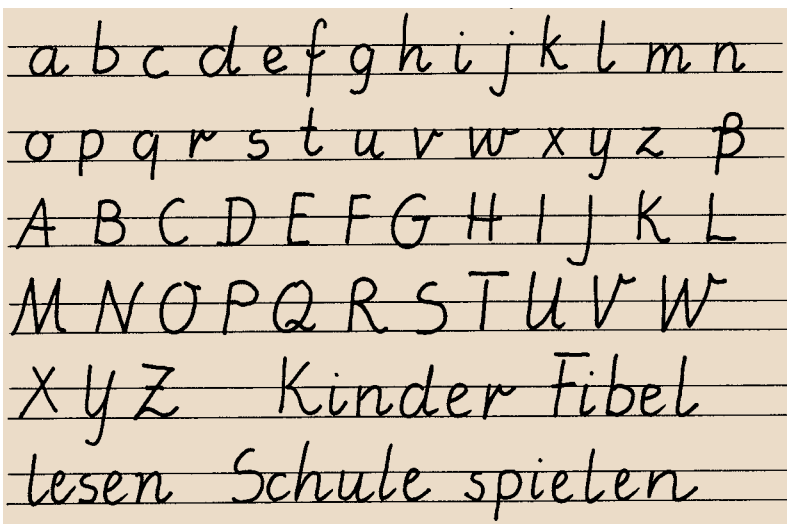 a b c d e f g h i j k l m n
o p q r s t u v w x y z ß
A B C D E F G H I J K L
M N O P Q R S T U V W
X Y Z Kinder Fibel
lesen Schule spielen